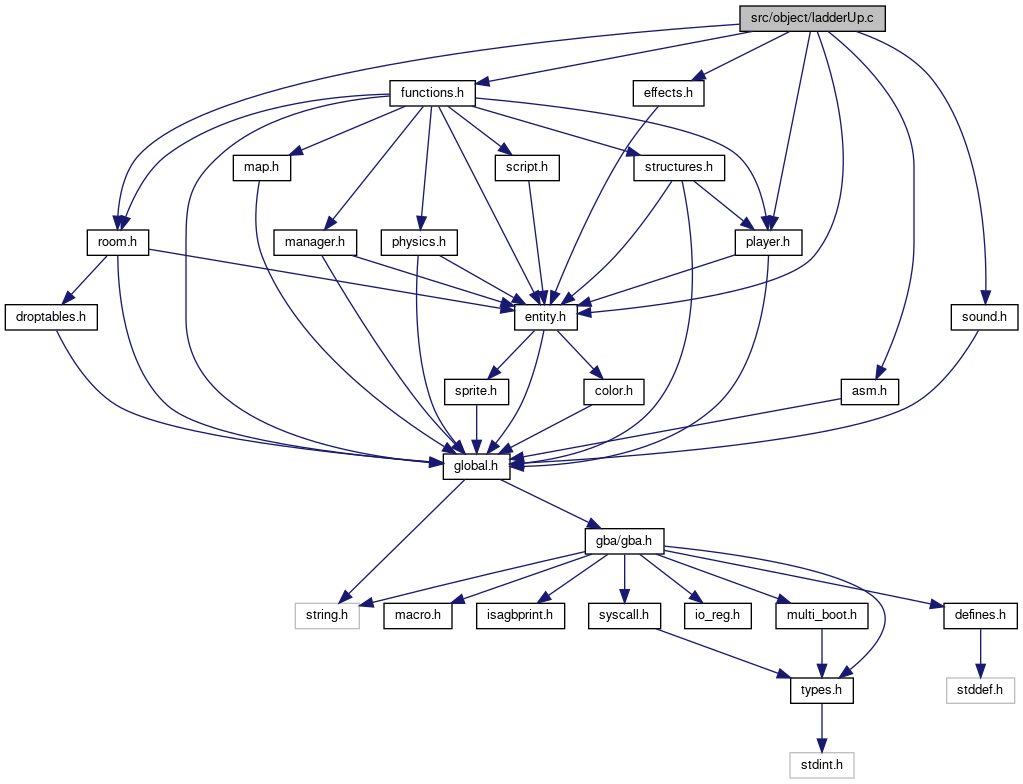 src/object/ladderUp.c
functions.h
effects.h
map.h
script.h
structures.h
room.h
manager.h
physics.h
player.h
droptables.h
entity.h
sound.h
sprite.h
color.h
asm.h
global.h
gba/gba.h
string.h
macro.h
isagbprint.h
syscall.h
io_reg.h
multi_boot.h
defines.h
types.h
stddef.h
stdint.h